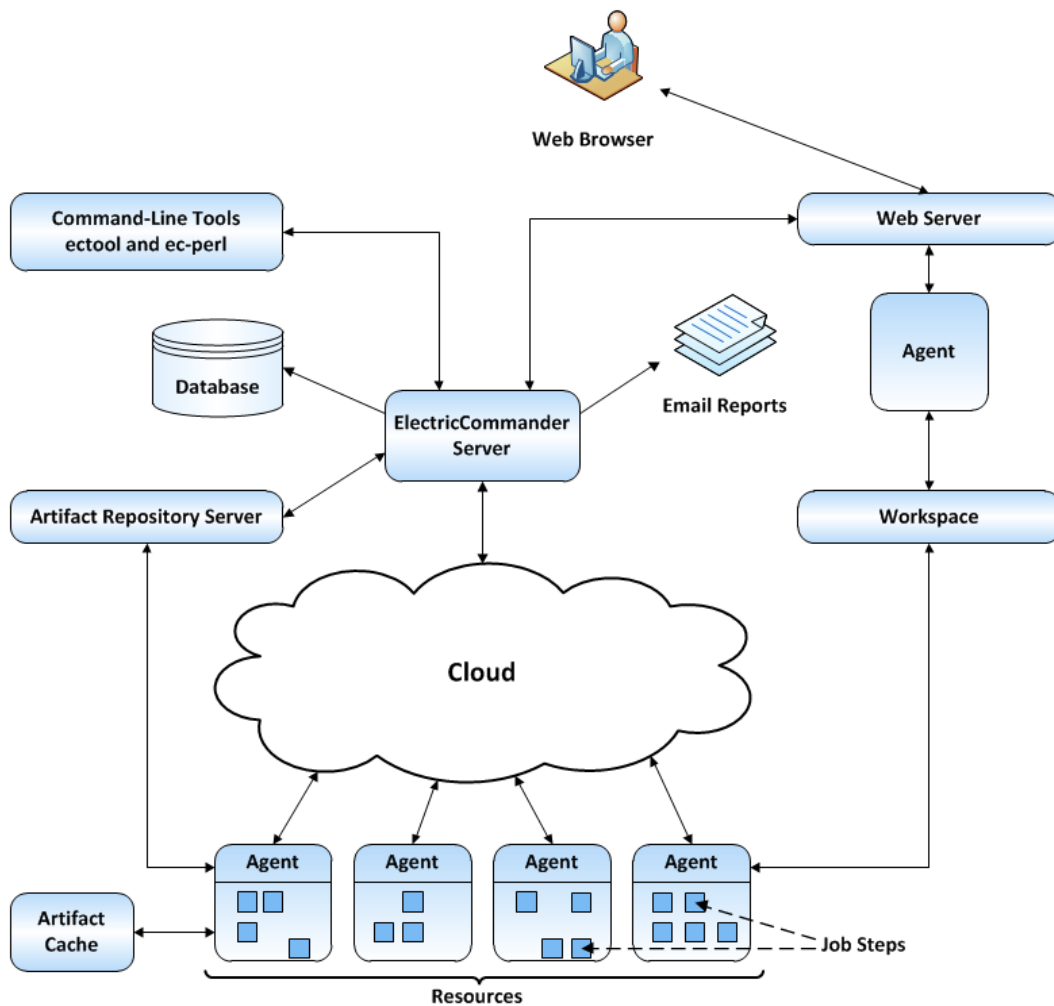 Web Browser
Command-Line Tools
ectool and ec-perl
Web Server
Database
Agent
Email Reports
ElectricCommander
Server
Artifact Repository Server
Workspace
Cloud
Agent
Agent
Agent
Agent
Artifact
Cache
Job Steps
Resources